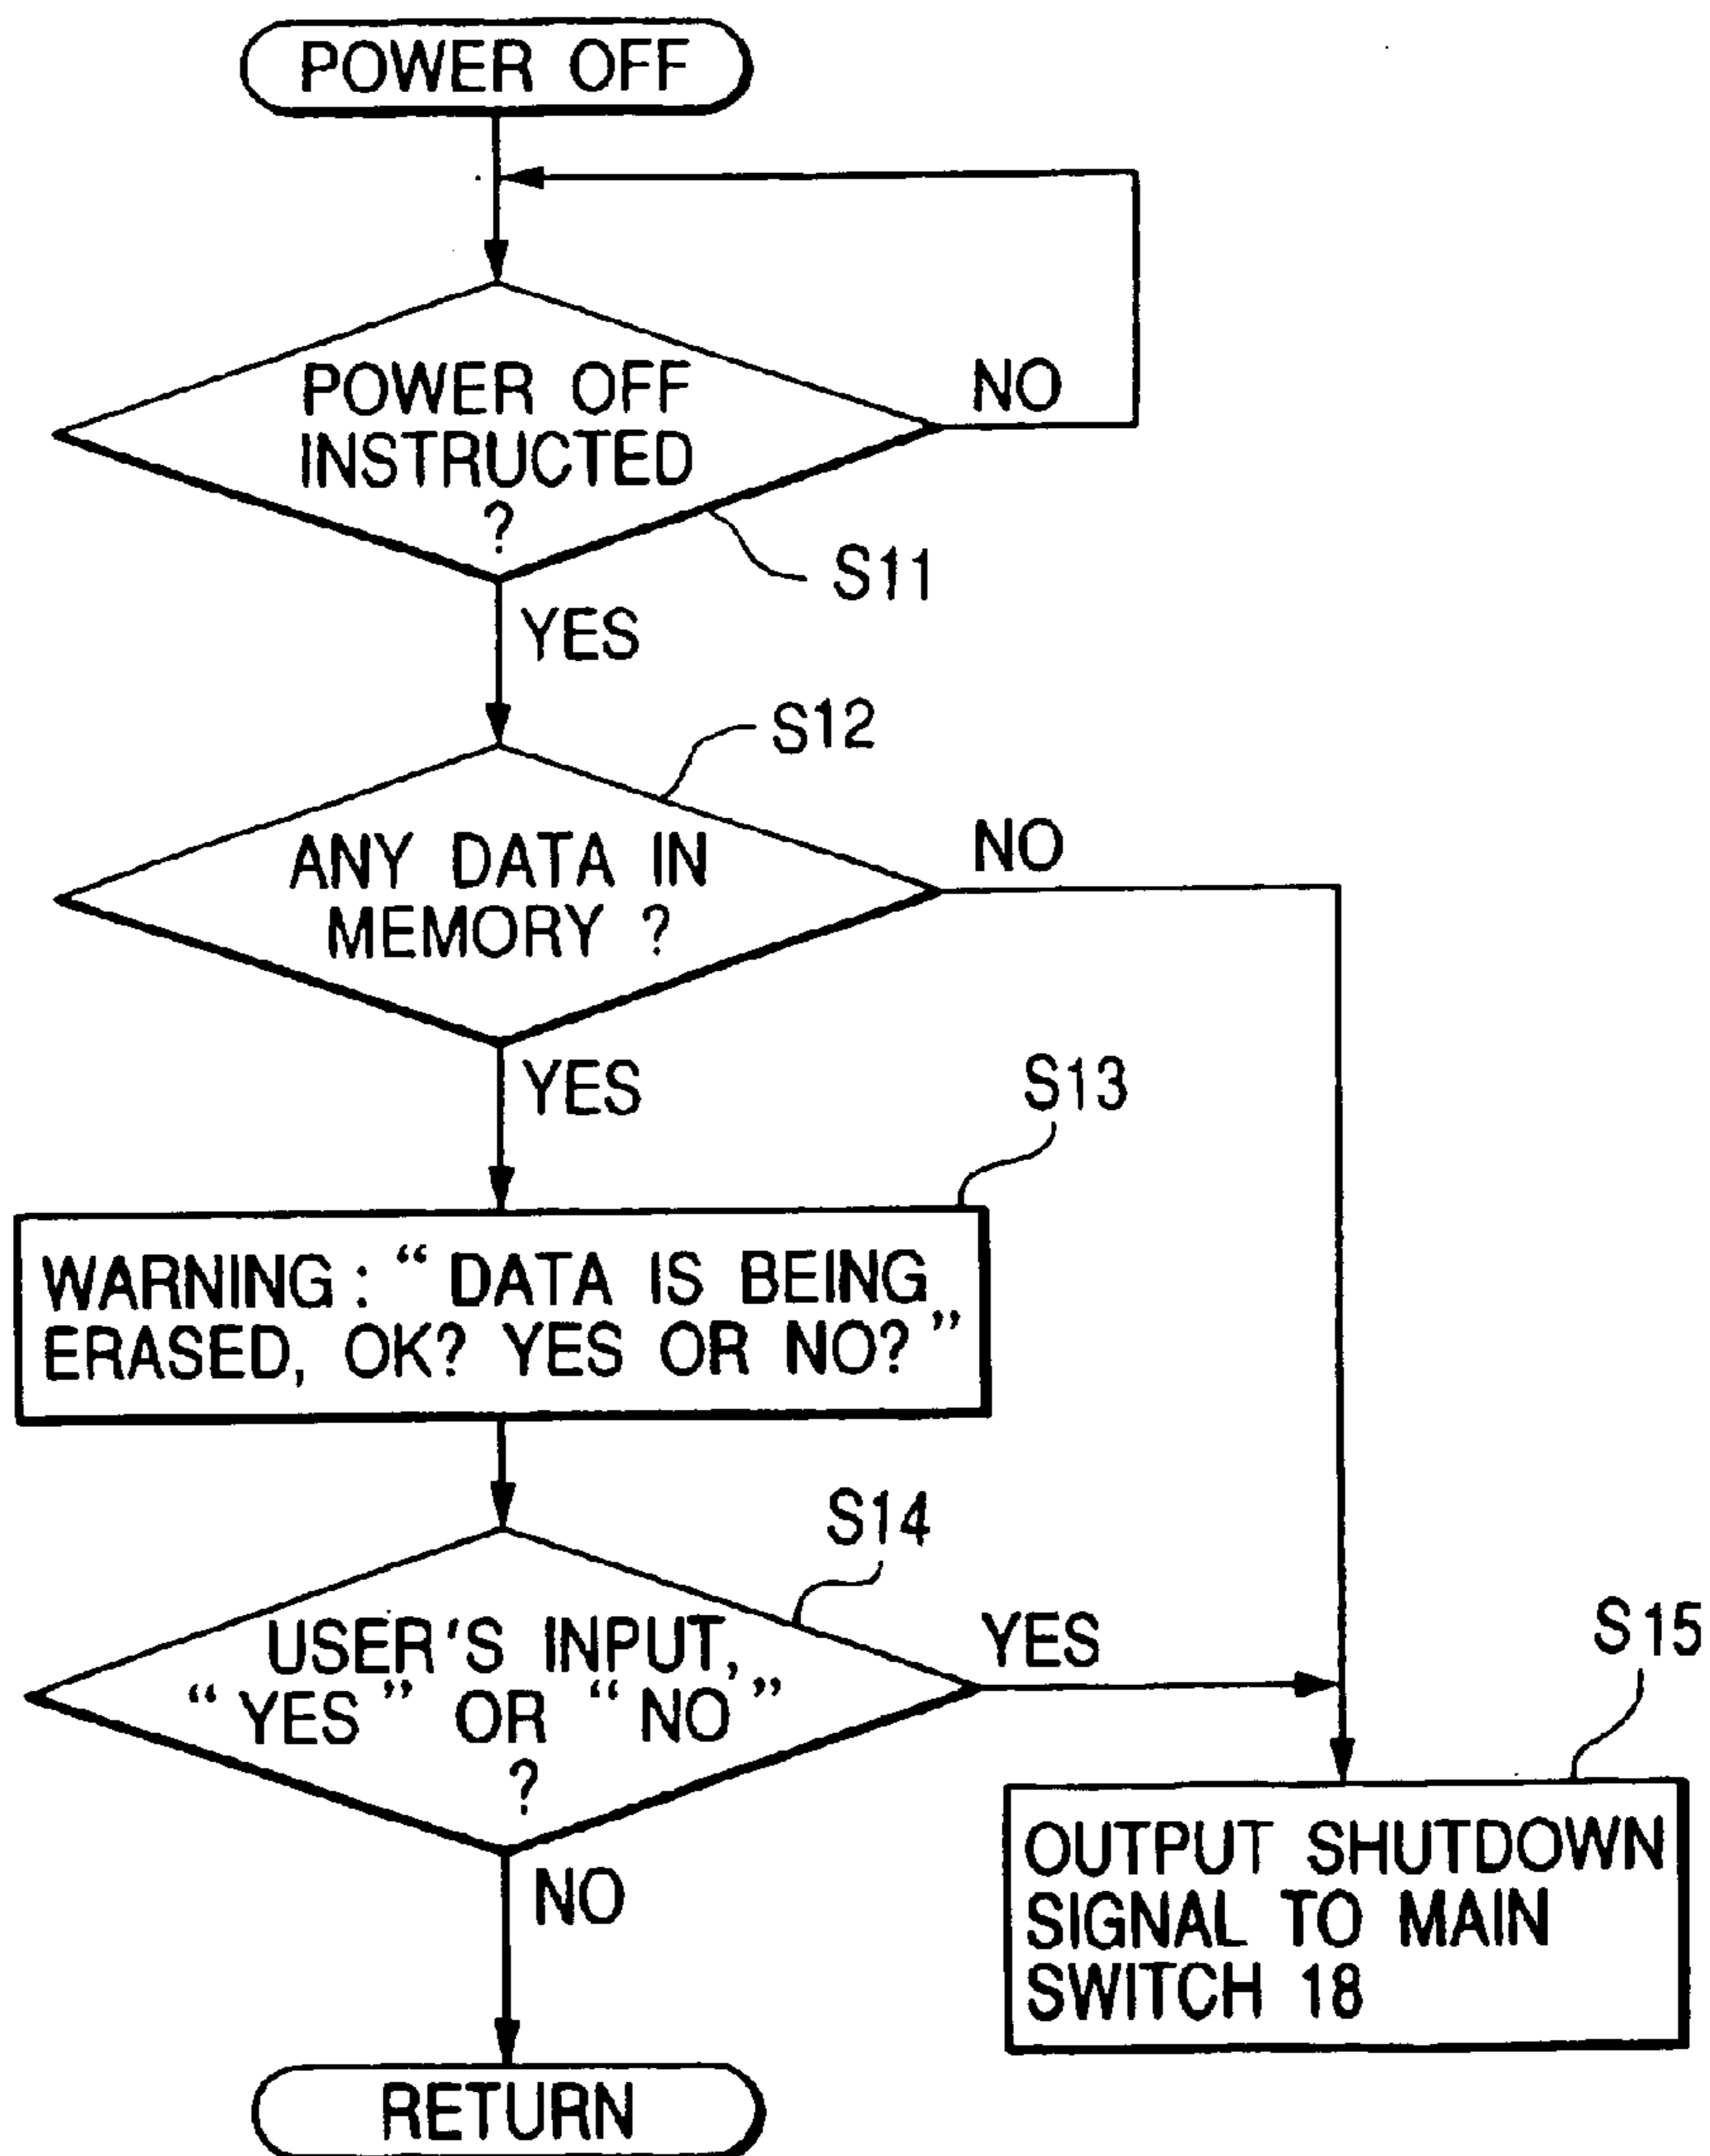 POWER OFF
POWER OFF
INSTRUCTED
?
NO
S11
YES
S12
ANY DATA IN
MEMORY ?
NO
YES
S13
WARNING : “ DATA IS BEING
ERASED, OK? YES OR NO? ”
S14
USER'S INPUT,
“ YES ” OR “ NO ”
?
YES
S15
NO
OUTPUT SHUTDOWN
SIGNAL TO MAIN
SWITCH 18
RETURN